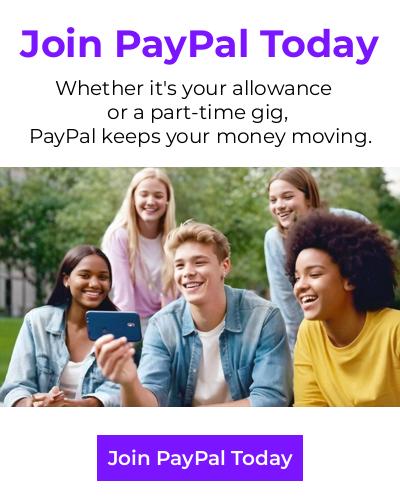 Join PayPal Today
Whether it's your allowance
or a part-time gig,
PayPal keeps your money moving.
Join PayPal Today